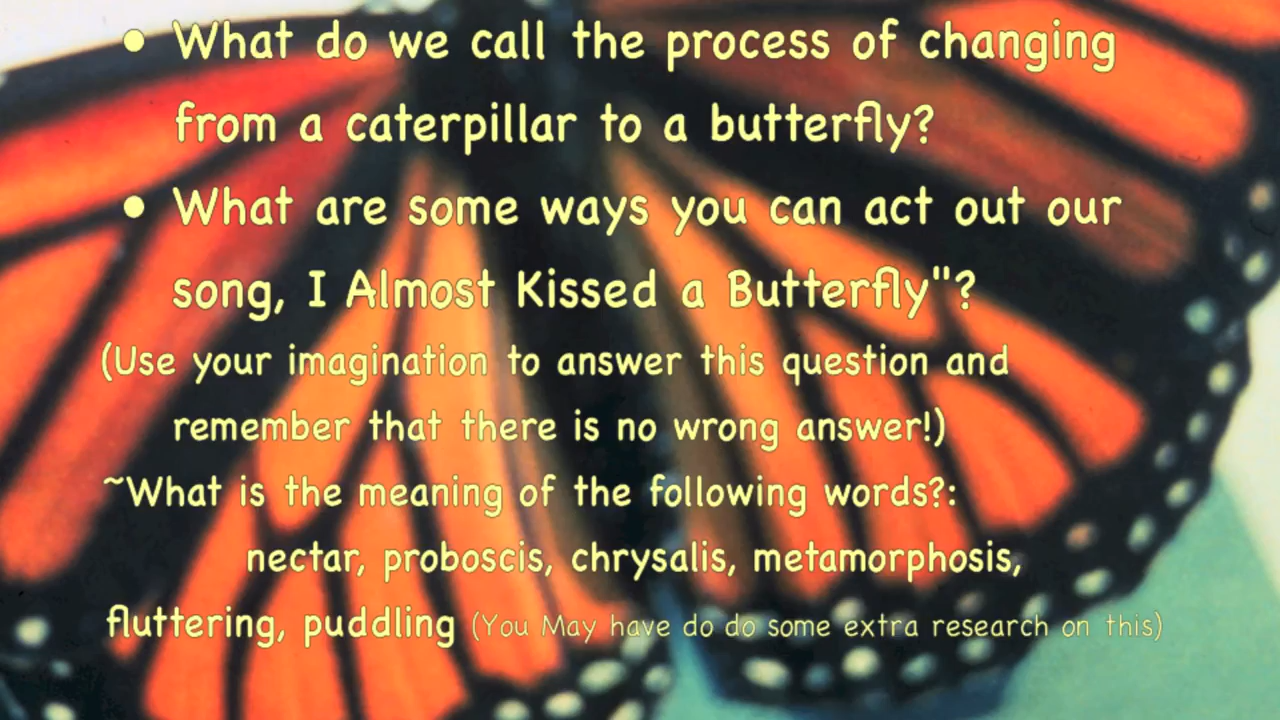 • What do we call the process of changing
from a caterpillar to a butterfly?
• What are some ways you can act out our
song, I Almost Kissed a Butterfly"?
(Use your imagination to answer this question and
remember that there is no wrong answer!)
~What is the meaning of the following words?:
nectar, proboscis, chrysalis, metamorphosis,
fluttering, puddling (You May have do do some extra research on this)